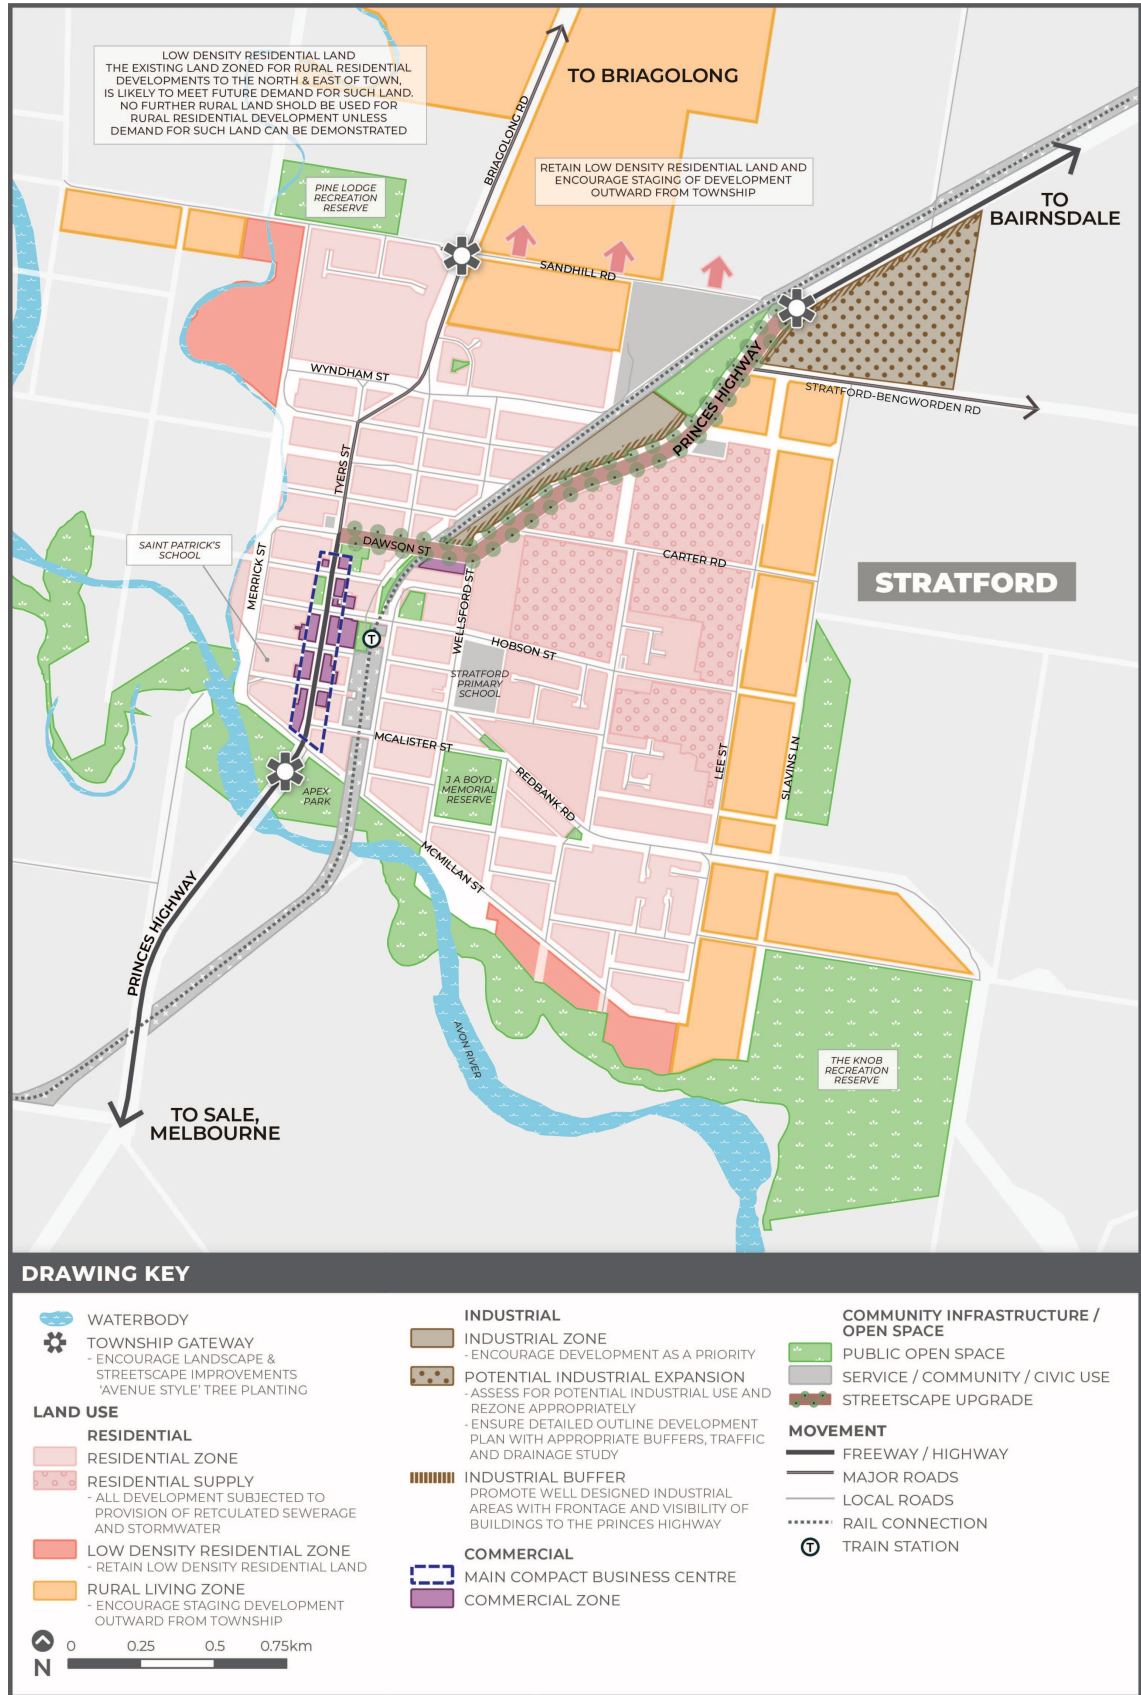 LOW DENSITY RESIDENTIAL LAND
THE EXISTING LAND ZONED FOR RURAL RESIDENTIAL
DEVELOPMENTS TO THE NORTH & EAST OF TOWN,
IS LIKELY TO MEET FUTURE DEMAND FOR SUCH LAND.
NO FURTHER RURAL LAND SHOLD BE USED FOR
RURAL RESIDENTIAL DEVELOPMENT UNLESS
DEMAND FOR SUCH LAND CAN BE DEMONSTRATED
TO BRIAGOLONG
BRIAGOLONG RD
RETAIN LOW DENSITY RESIDENTIAL LAND AND
ENCOURAGE STAGING OF DEVELOPMENT
OUTWARD FROM TOWNSHIP
PINE LODGE
RECREATION
RESERVE
TO
BAIRNSDALE
SANDHILL RD
WYNDHAM ST
PRINCES HIGHWAY
STRATFORD-BENGWORDEN RD
TYERS ST
SAINT PATRICK'S
SCHOOL
DAWSON ST
CARTER RD
MERRICK ST
STRATFORD
WELLSFORD ST
T
HOBSON ST
STRATFORD
PRIMARY
SCHOOL
MCALISTER ST
LEE ST
SLAVINS LN
APEX
PARK
J A BOYD
MEMORIAL
RESERVE
REDBANK RD
MCMILLAN ST
PRINCES HIGHWAY
AVON RIVER
THE KNOB
RECREATION
RESERVE
TO SALE,
MELBOURNE
DRAWING KEY
WATERBODY
TOWNSHIP GATEWAY
- ENCOURAGE LANDSCAPE &
STREETSCAPE IMPROVEMENTS
'AVENUE STYLE' TREE PLANTING
LAND USE
RESIDENTIAL
RESIDENTIAL ZONE
RESIDENTIAL SUPPLY
- ALL DEVELOPMENT SUBJECTED TO
PROVISION OF RETCULATED SEWERAGE
AND STORMWATER
LOW DENSITY RESIDENTIAL ZONE
- RETAIN LOW DENSITY RESIDENTIAL LAND
RURAL LIVING ZONE
- ENCOURAGE STAGING DEVELOPMENT
OUTWARD FROM TOWNSHIP
N
0 0.25 0.5 0.75km
INDUSTRIAL
INDUSTRIAL ZONE
- ENCOURAGE DEVELOPMENT AS A PRIORITY
POTENTIAL INDUSTRIAL EXPANSION
- ASSESS FOR POTENTIAL INDUSTRIAL USE AND
REZONE APPROPRIATELY
- ENSURE DETAILED OUTLINE DEVELOPMENT
PLAN WITH APPROPRIATE BUFFERS, TRAFFIC
AND DRAINAGE STUDY
INDUSTRIAL BUFFER
PROMOTE WELL DESIGNED INDUSTRIAL
AREAS WITH FRONTAGE AND VISIBILITY OF
BUILDINGS TO THE PRINCES HIGHWAY
COMMERCIAL
MAIN COMPACT BUSINESS CENTRE
COMMERCIAL ZONE
COMMUNITY INFRASTRUCTURE /
OPEN SPACE
PUBLIC OPEN SPACE
SERVICE / COMMUNITY / CIVIC USE
STREETSCAPE UPGRADE
MOVEMENT
FREEWAY / HIGHWAY
MAJOR ROADS
LOCAL ROADS
RAIL CONNECTION
T TRAIN STATION